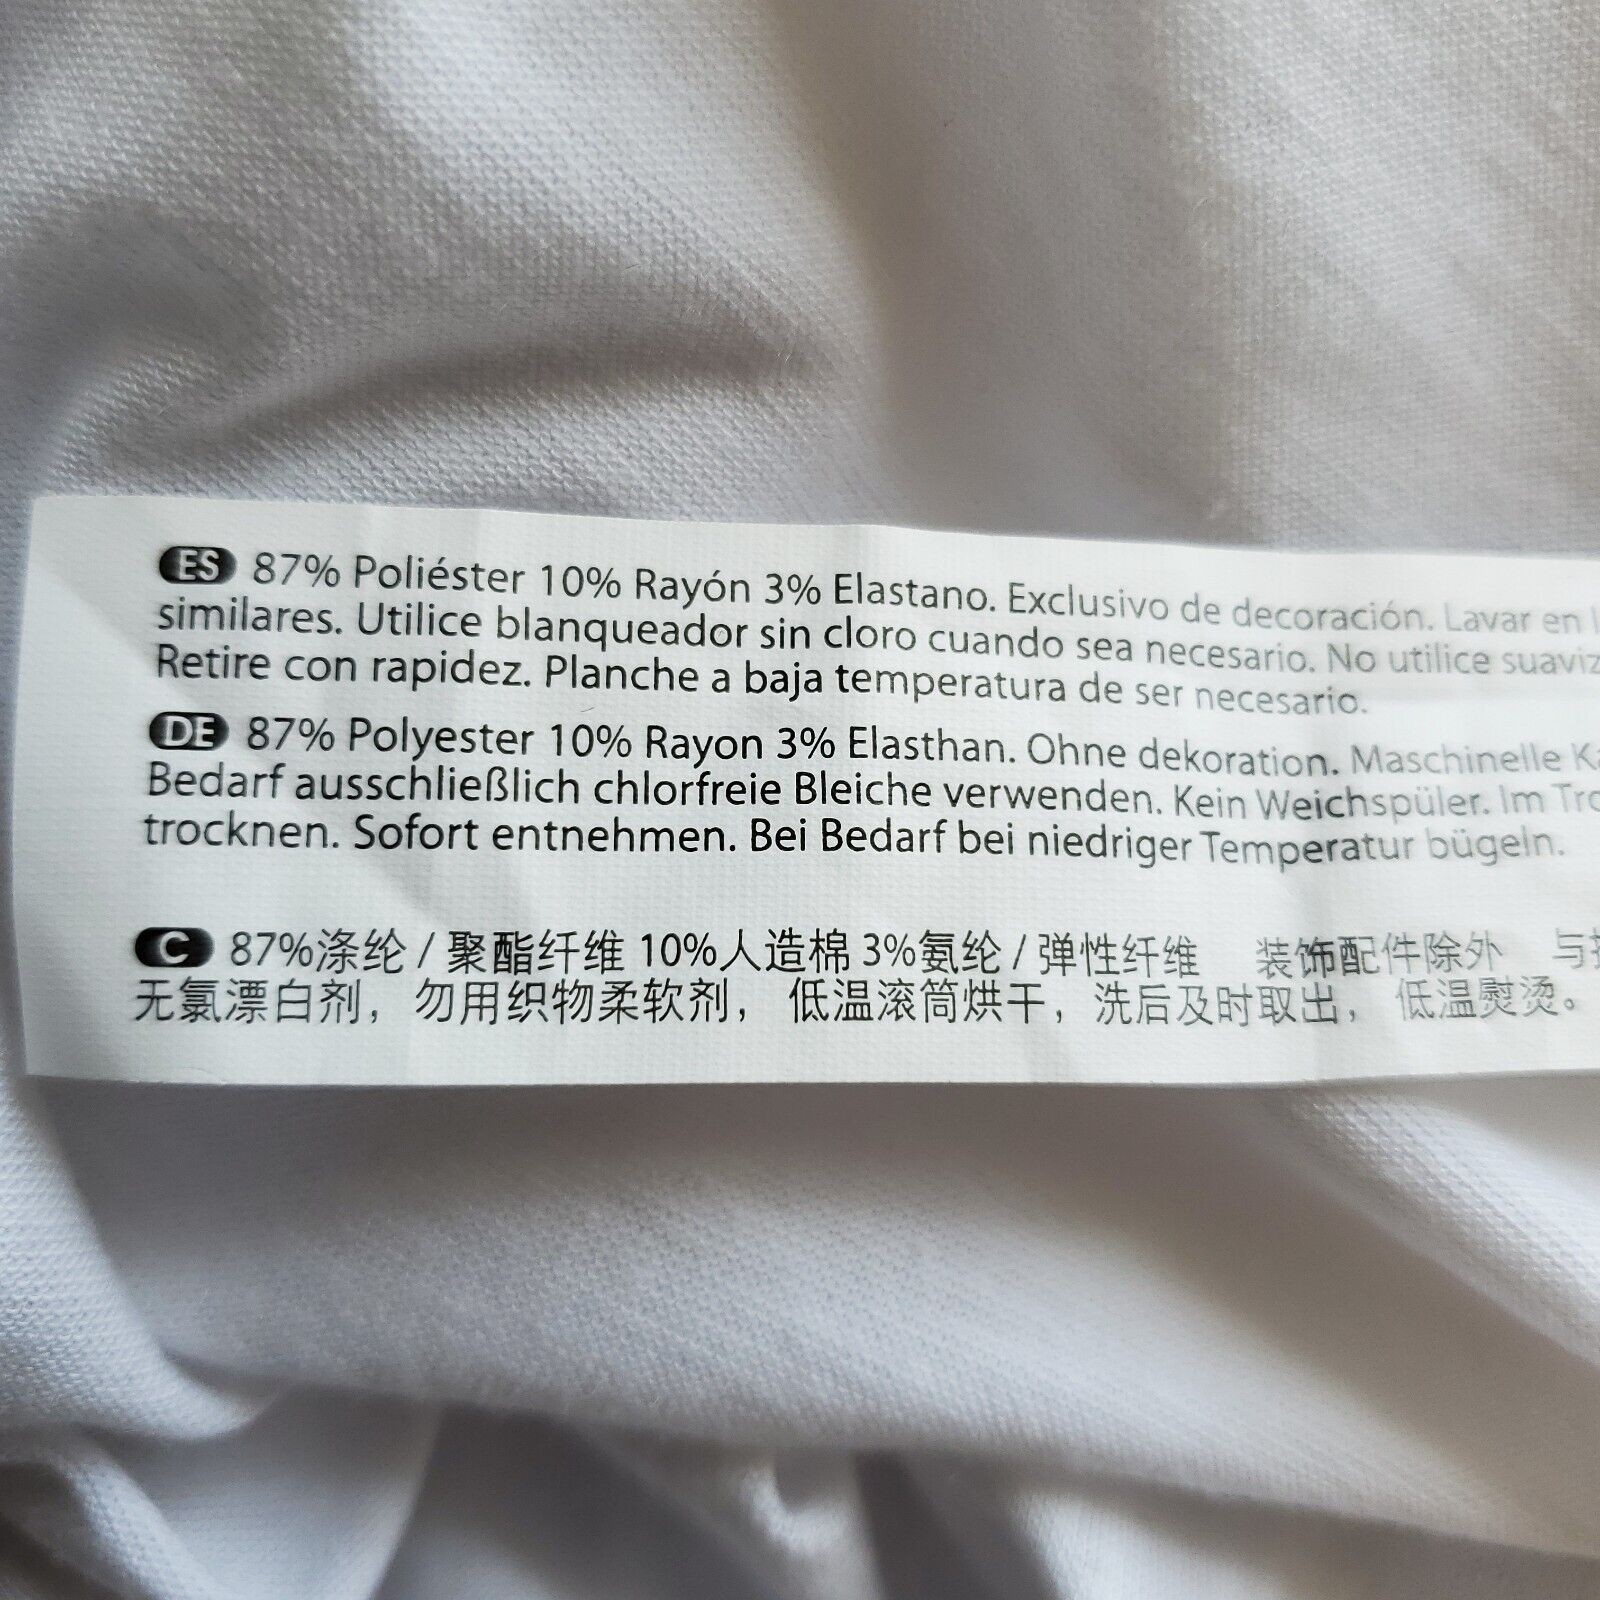 ES 87% Poliéster 10% Rayón 3% Elastano. Exclusivo de decoración. Lavar en
similares. Utilice blanqueador sin cloro cuando sea necesario. No utilice
Retire con rapidez. Planche a baja temperatura de ser necesario.
DE 87% Polyester 10% Rayon 3% Elasthan. Ohne dekoration. Maschinelle
Bedarf ausschließlich chlorfreie Bleiche verwenden. Kein Weichspüler. Im
trocknen. Sofort entnehmen. Bei Bedarf bei niedriger Temperatur bügeln.
C 87%涤纶 / 聚酯纤维 10%人造棉 3%氨纶 / 弹性纤维 装饰配件除外 与
无氯漂白剂，勿用织物柔软剂，低温滚筒烘干，洗后及时取出，低温熨烫。